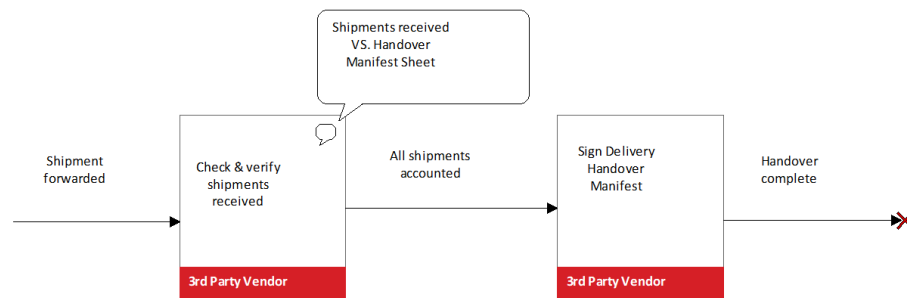 Shipments received
VS. Handover
Manifest Sheet
Shipment
forwarded
Check & verify
shipments
received
3rd Party Vendor
All shipments
accounted
Sign Delivery
Handover
Manifest
3rd Party Vendor
Handover
complete